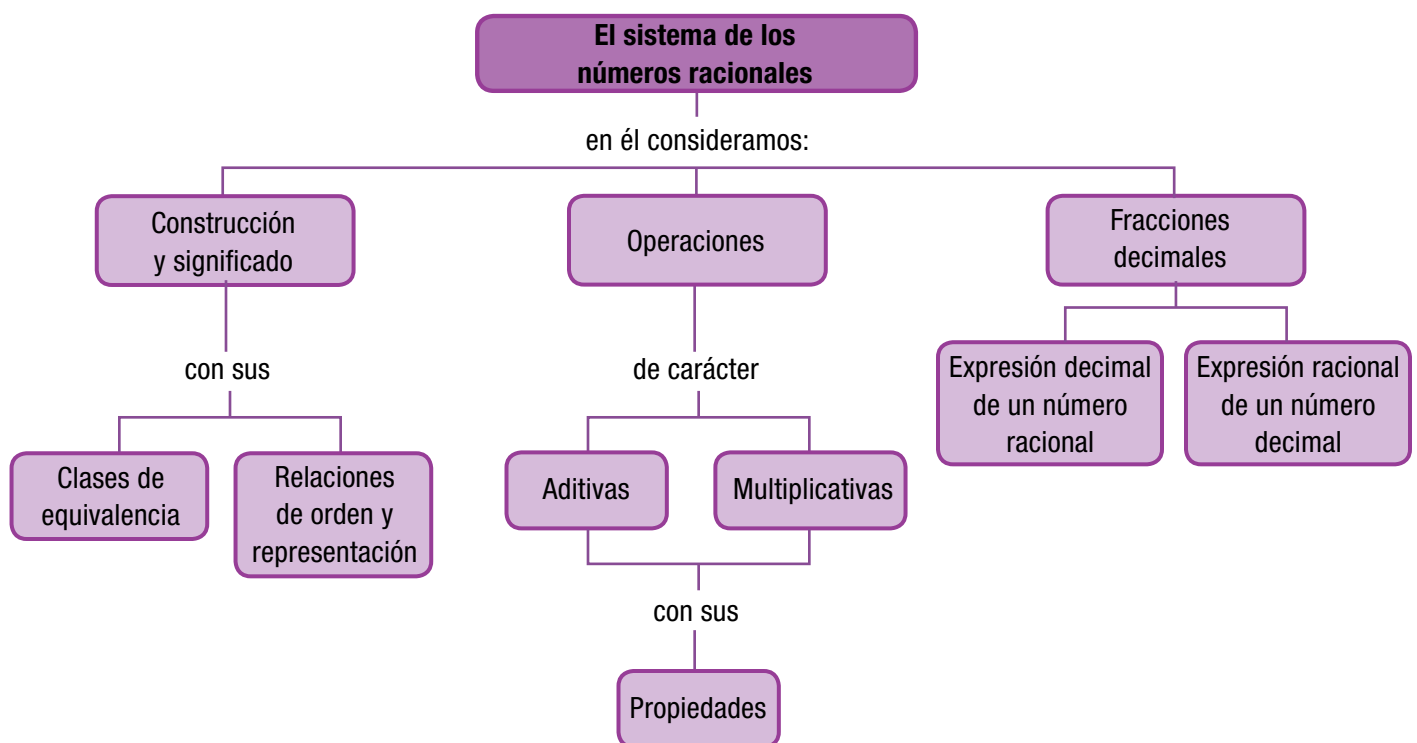 El sistema de los
números racionales
en él consideramos:
Construcción
y significado
Operaciones
Fracciones
decimales
con sus
de carácter
Expresión decimal
de un número
racional
Expresión racional
de un número
decimal
Clases de
equivalencia
Relaciones
de orden y
representación
Aditivas
Multiplicativas
con sus
Propiedades